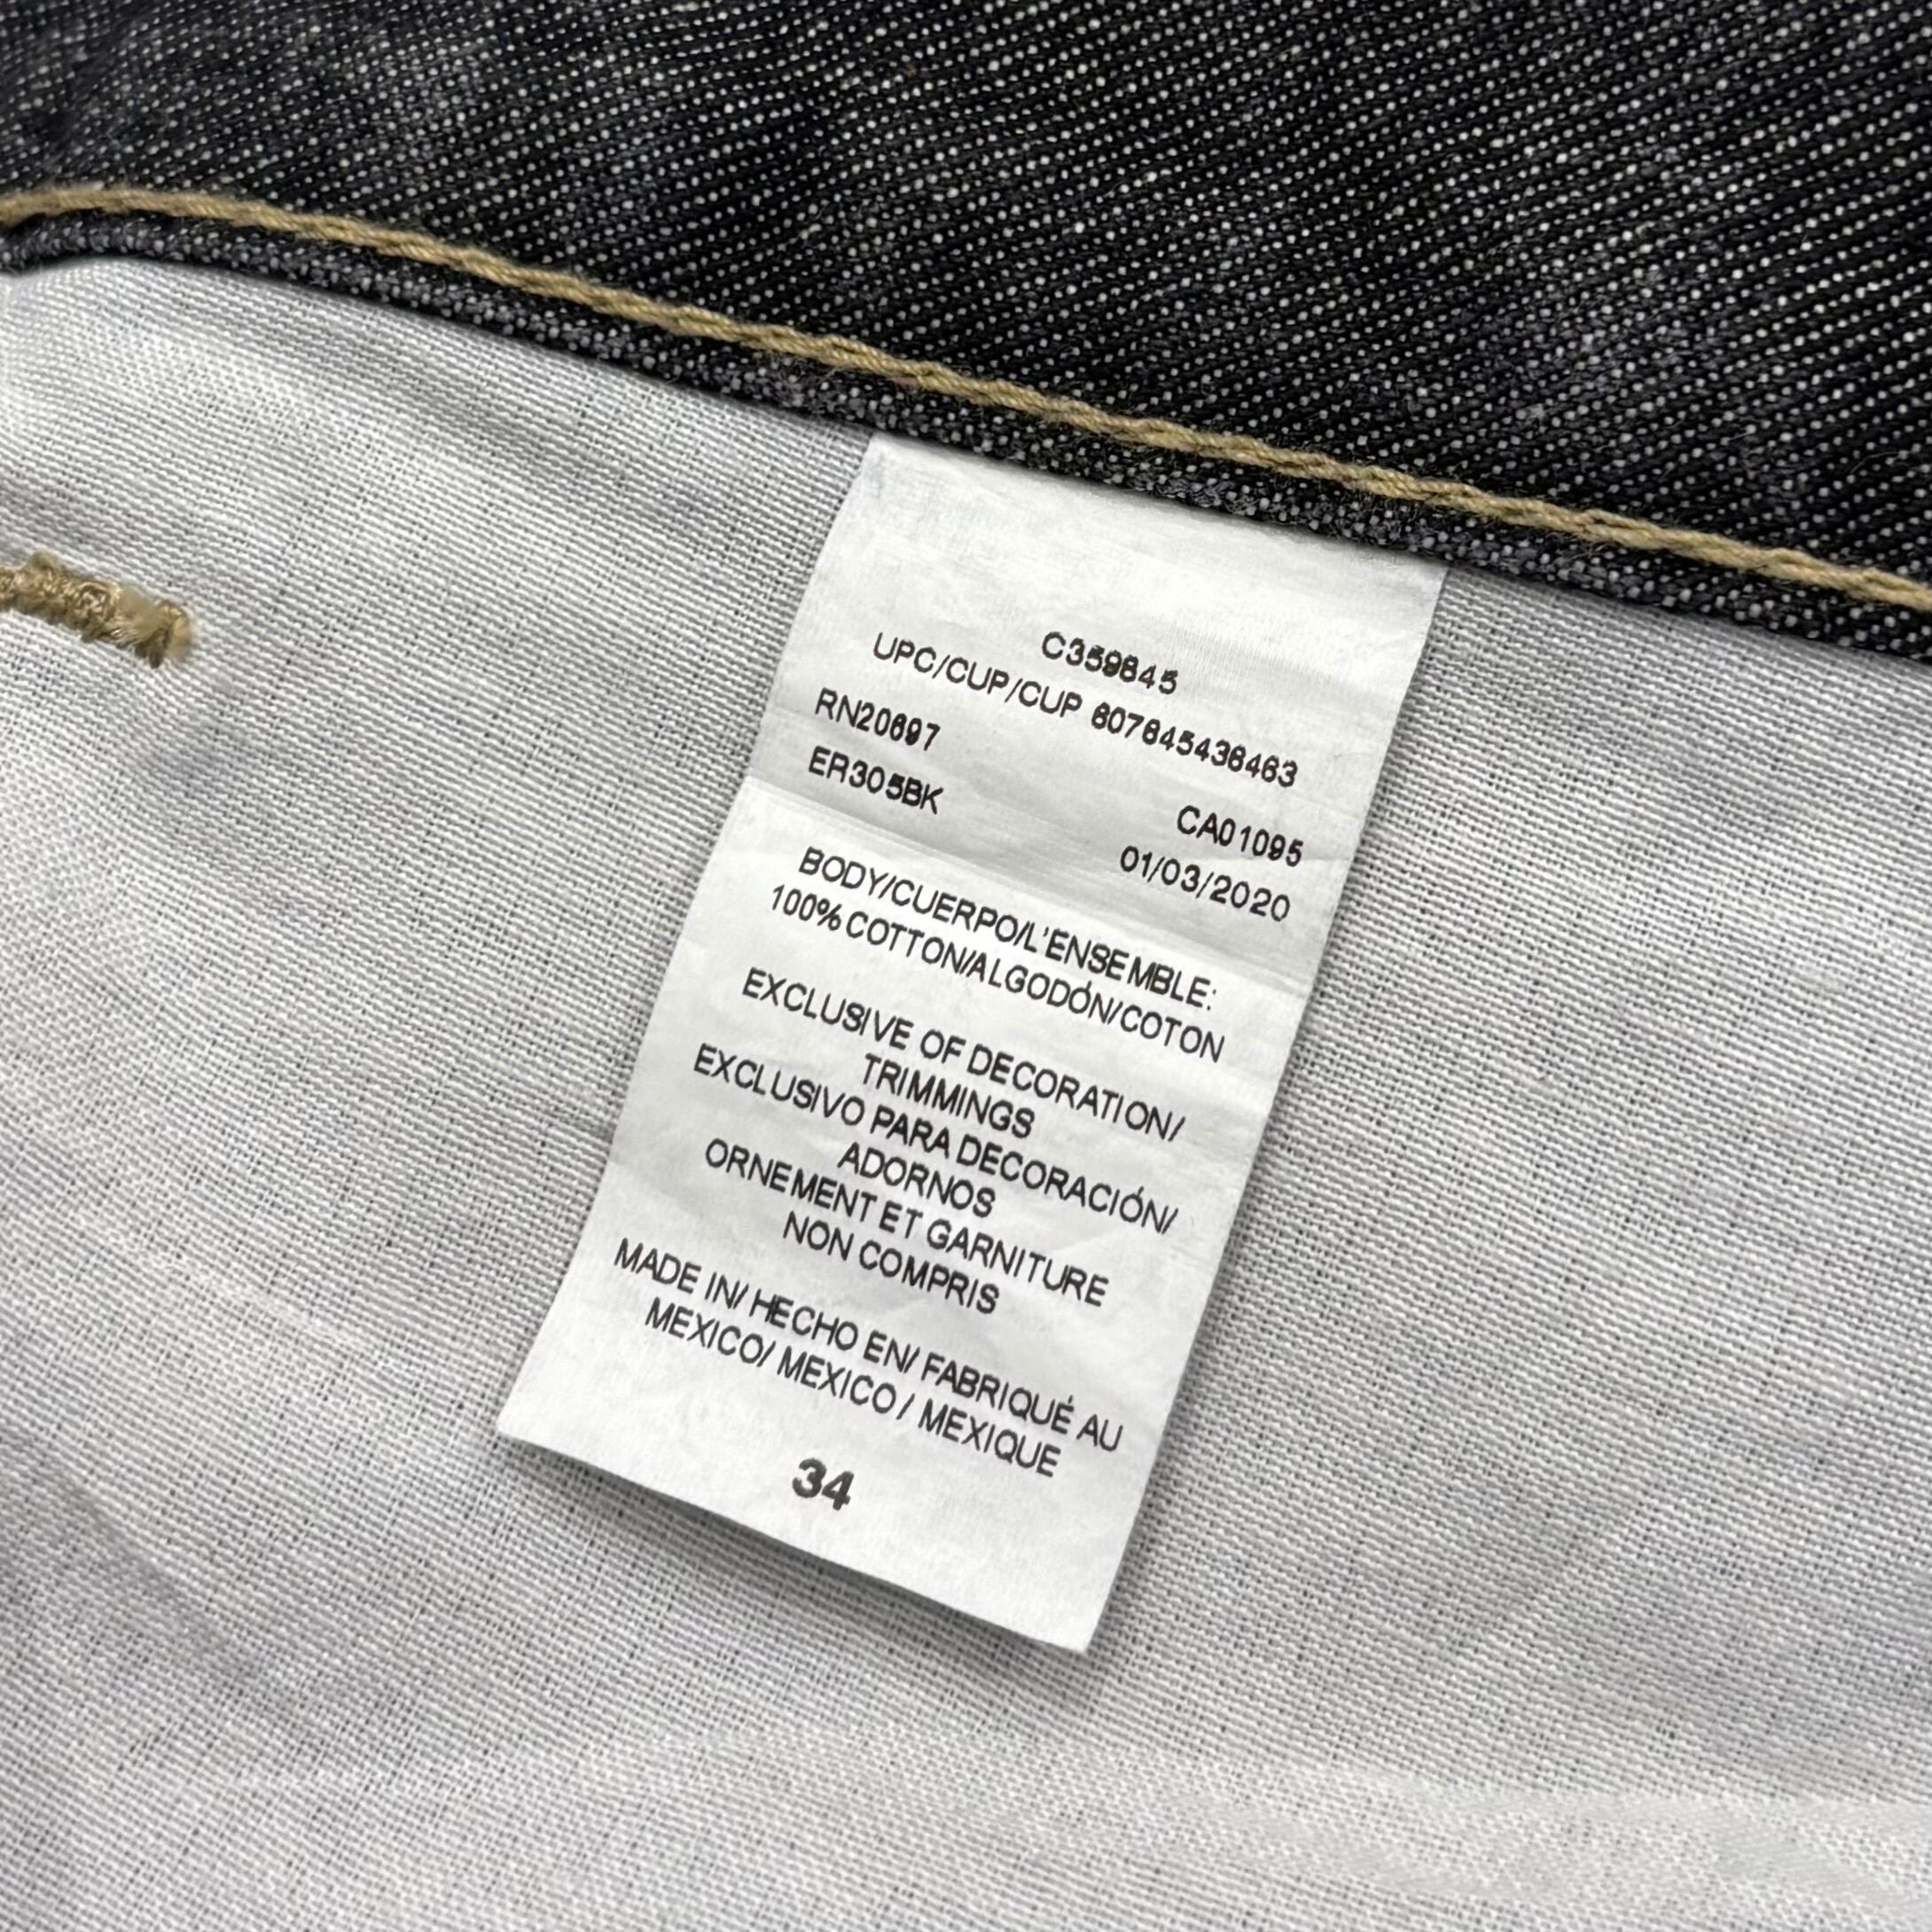 C359845
UPC/CUP/CUP 607645436463
RN20697
CA01095
ER305BK
01/03/2020
BODY/CUERPO/L'ENSEMBLE:
100% COTTON/ALGODÓN/COTON
EXCLUSIVE OF DECORATION/
TRIMMINGS
EXCLUSIVO PARA DECORACIÓN/
ADORNOS
ORNEMENT ET GARNITURE
NON COMPRIS
MADE IN/ HECHO EN/ FABRIQUÉ AU
MEXICO/ MEXICO / MEXIQUE
34